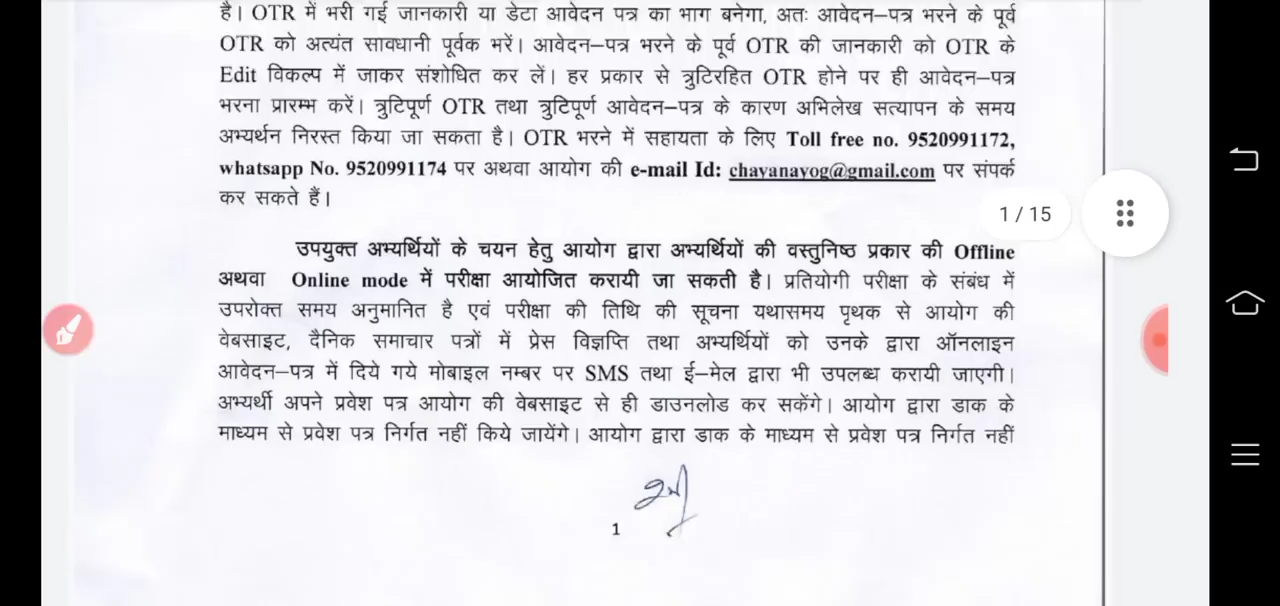 है। OTR में भरी गई जानकारी या डेटा आवेदन पत्र का भाग बनेगा, अतः आवेदन–पत्र भरने के पूर्व
OTR को अत्यंत सावधानी पूर्वक भरें। आवेदन–पत्र भरने के पूर्व OTR की जानकारी को OTR के
Edit विकल्प में जाकर संशोधित कर लें। हर प्रकार से त्रुटिरहित OTR होने पर ही आवेदन–पत्र
भरना प्रारम्भ करें। त्रुटिपूर्ण OTR तथा त्रुटिपूर्ण आवेदन–पत्र के कारण अभिलेख सत्यापन के समय
अभ्यर्थन निरस्त किया जा सकता है। OTR भरने में सहायता के लिए Toll free no. 9520991172,
whatsapp No. 9520991174 पर अथवा आयोग की e-mail Id: chayanayog@gmail.com पर संपर्क
कर सकते हैं।
1 / 15
उपयुक्त अभ्यर्थियों के चयन हेतु आयोग द्वारा अभ्यर्थियों की वस्तुनिष्ठ प्रकार की Offline
अथवा Online mode में परीक्षा आयोजित करायी जा सकती है। प्रतियोगी परीक्षा के संबंध में
उपरोक्त समय अनुमानित है एवं परीक्षा की तिथि की सूचना यथासमय पृथक से आयोग की
वेबसाइट, दैनिक समाचार पत्रों में प्रेस विज्ञप्ति तथा अभ्यर्थियों को उनके द्वारा ऑनलाइन
आवेदन–पत्र में दिये गये मोबाइल नम्बर पर SMS तथा ई–मेल द्वारा भी उपलब्ध करायी जाएगी।
अभ्यर्थी अपने प्रवेश पत्र आयोग की वेबसाइट से ही डाउनलोड कर सकेंगे। आयोग द्वारा डाक के
माध्यम से प्रवेश पत्र निर्गत नहीं किये जायेंगे। आयोग द्वारा डाक के माध्यम से प्रवेश पत्र निर्गत नहीं
1